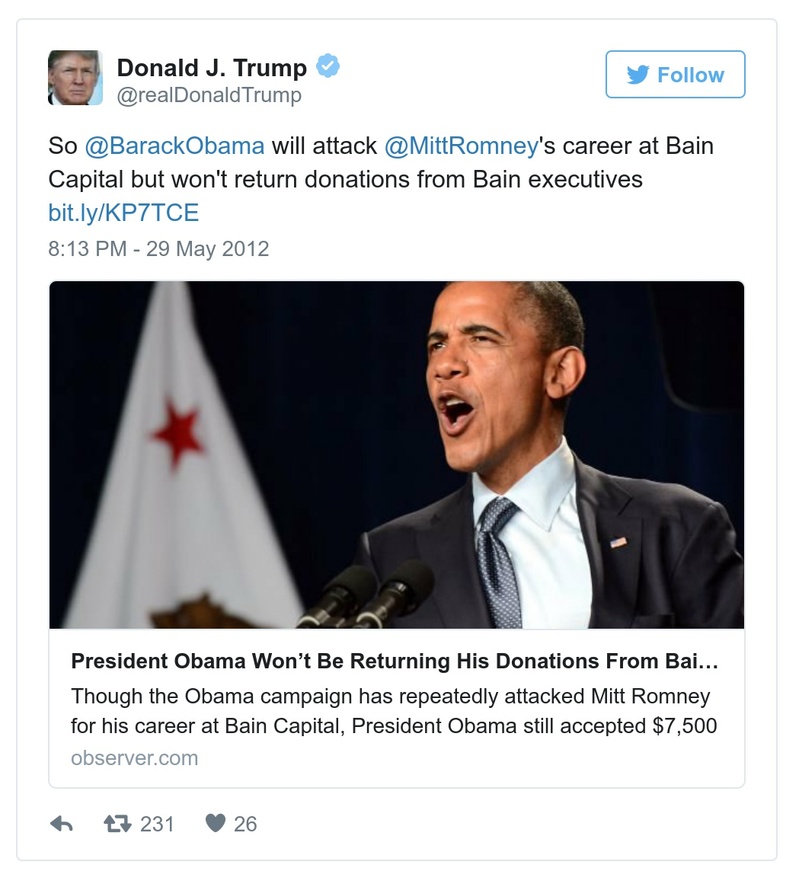 Donald J. Trump
@realDonaldTrump
Follow
So @BarackObama will attack @MittRomney's career at Bain
Capital but won't return donations from Bain executives
bit.ly/KP7TCE
8:13 PM - 29 May 2012
President Obama Won’t Be Returning His Donations From Bai…
Though the Obama campaign has repeatedly attacked Mitt Romney
for his career at Bain Capital, President Obama still accepted $7,500
observer.com
231
26